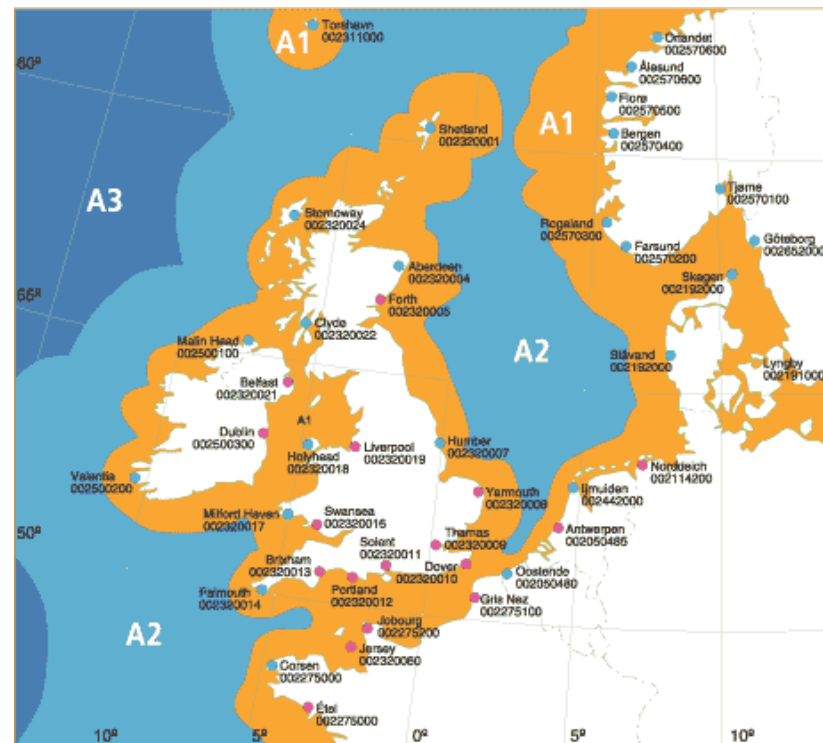 Torshavn
002311000
A1
60º
Örlandet
002570600
Ålesund
002570800
Florø
002570500
A1
Bergen
002570400
Shetland
002320001
A3
Tjøme
002570100
Stornoway
002320024
Rogaland
002570300
Göteborg
002652000
Farsund
002570200
Aberdeen
002320004
Skagen
002192000
Forth
002320005
55º
Clyde
002320022
Malin Head
002500100
A2
Blåvand
002192000
Lyngby
002191000
Belfast
002320021
A1
Dublin
002500300
Holyhead
002320018
Liverpool
002320019
Humber
002320007
Valentia
002500200
Norddeich
002114200
Yarmouth
002320008
Ijmuiden
002442000
Milford Haven
002320017
Swansea
002320016
50º
Antwerpen
002050485
Solent
002320011
Thames
002320009
Brixham
002320013
Dover
002320010
Oostende
002050480
Falmouth
002320014
Portland
002320012
Gris Nez
002275100
A2
Jobourg
002275200
Jersey
002320060
Corsen
002275000
Étel
002275000
10º
5º
0º
5º
10º